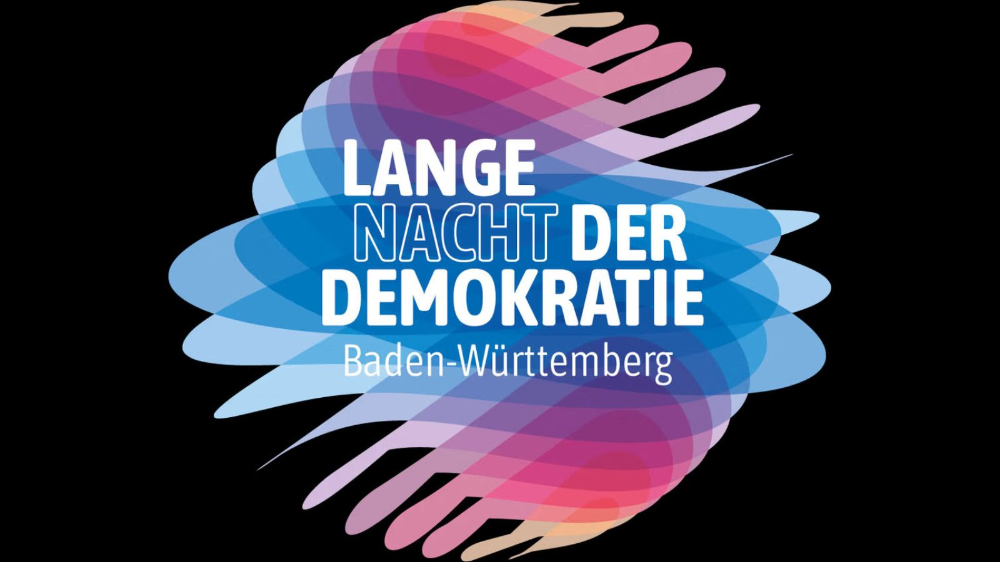 LANGE
NACHT DER
DEMOKRATIE
Baden-Württemberg